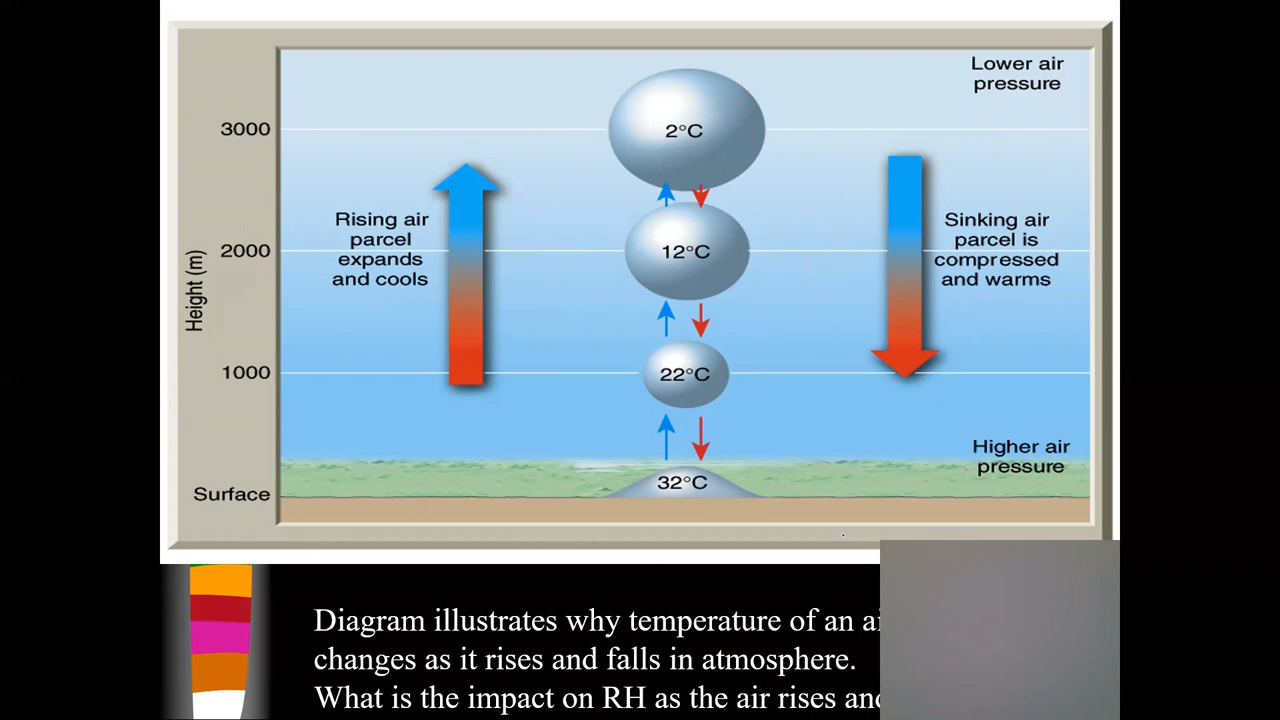 Lower air
pressure
3000
2°C
Rising air
parcel
expands
and cools
Sinking air
parcel is
compressed
and warms
2000
12°C
Height (m)
1000
22°C
Higher air
pressure
32°C
Surface
Diagram illustrates why temperature of an
changes as it rises and falls in atmosphere.
What is the impact on RH as the air rises